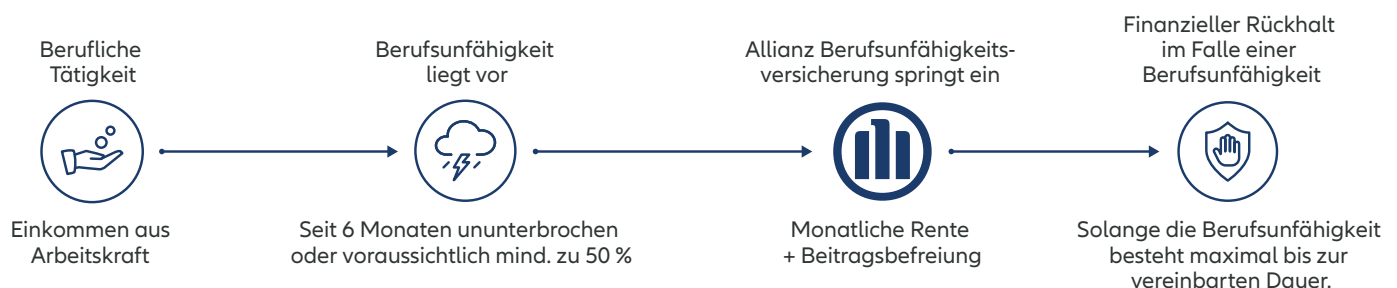 Berufliche
Tätigkeit
Einkommen aus
Arbeitskraft
Berufsunfähigkeit
liegt vor
Seit 6 Monaten ununterbrochen
oder voraussichtlich mind. zu 50 %
Allianz Berufsunfähigkeits-
versicherung springt ein
Monatliche Rente
+ Beitragsbefreiung
Finanzieller Rückhalt
im Falle einer
Berufsunfähigkeit
Solange die Berufsunfähigkeit
besteht maximal bis zur
vereinbarten Dauer.